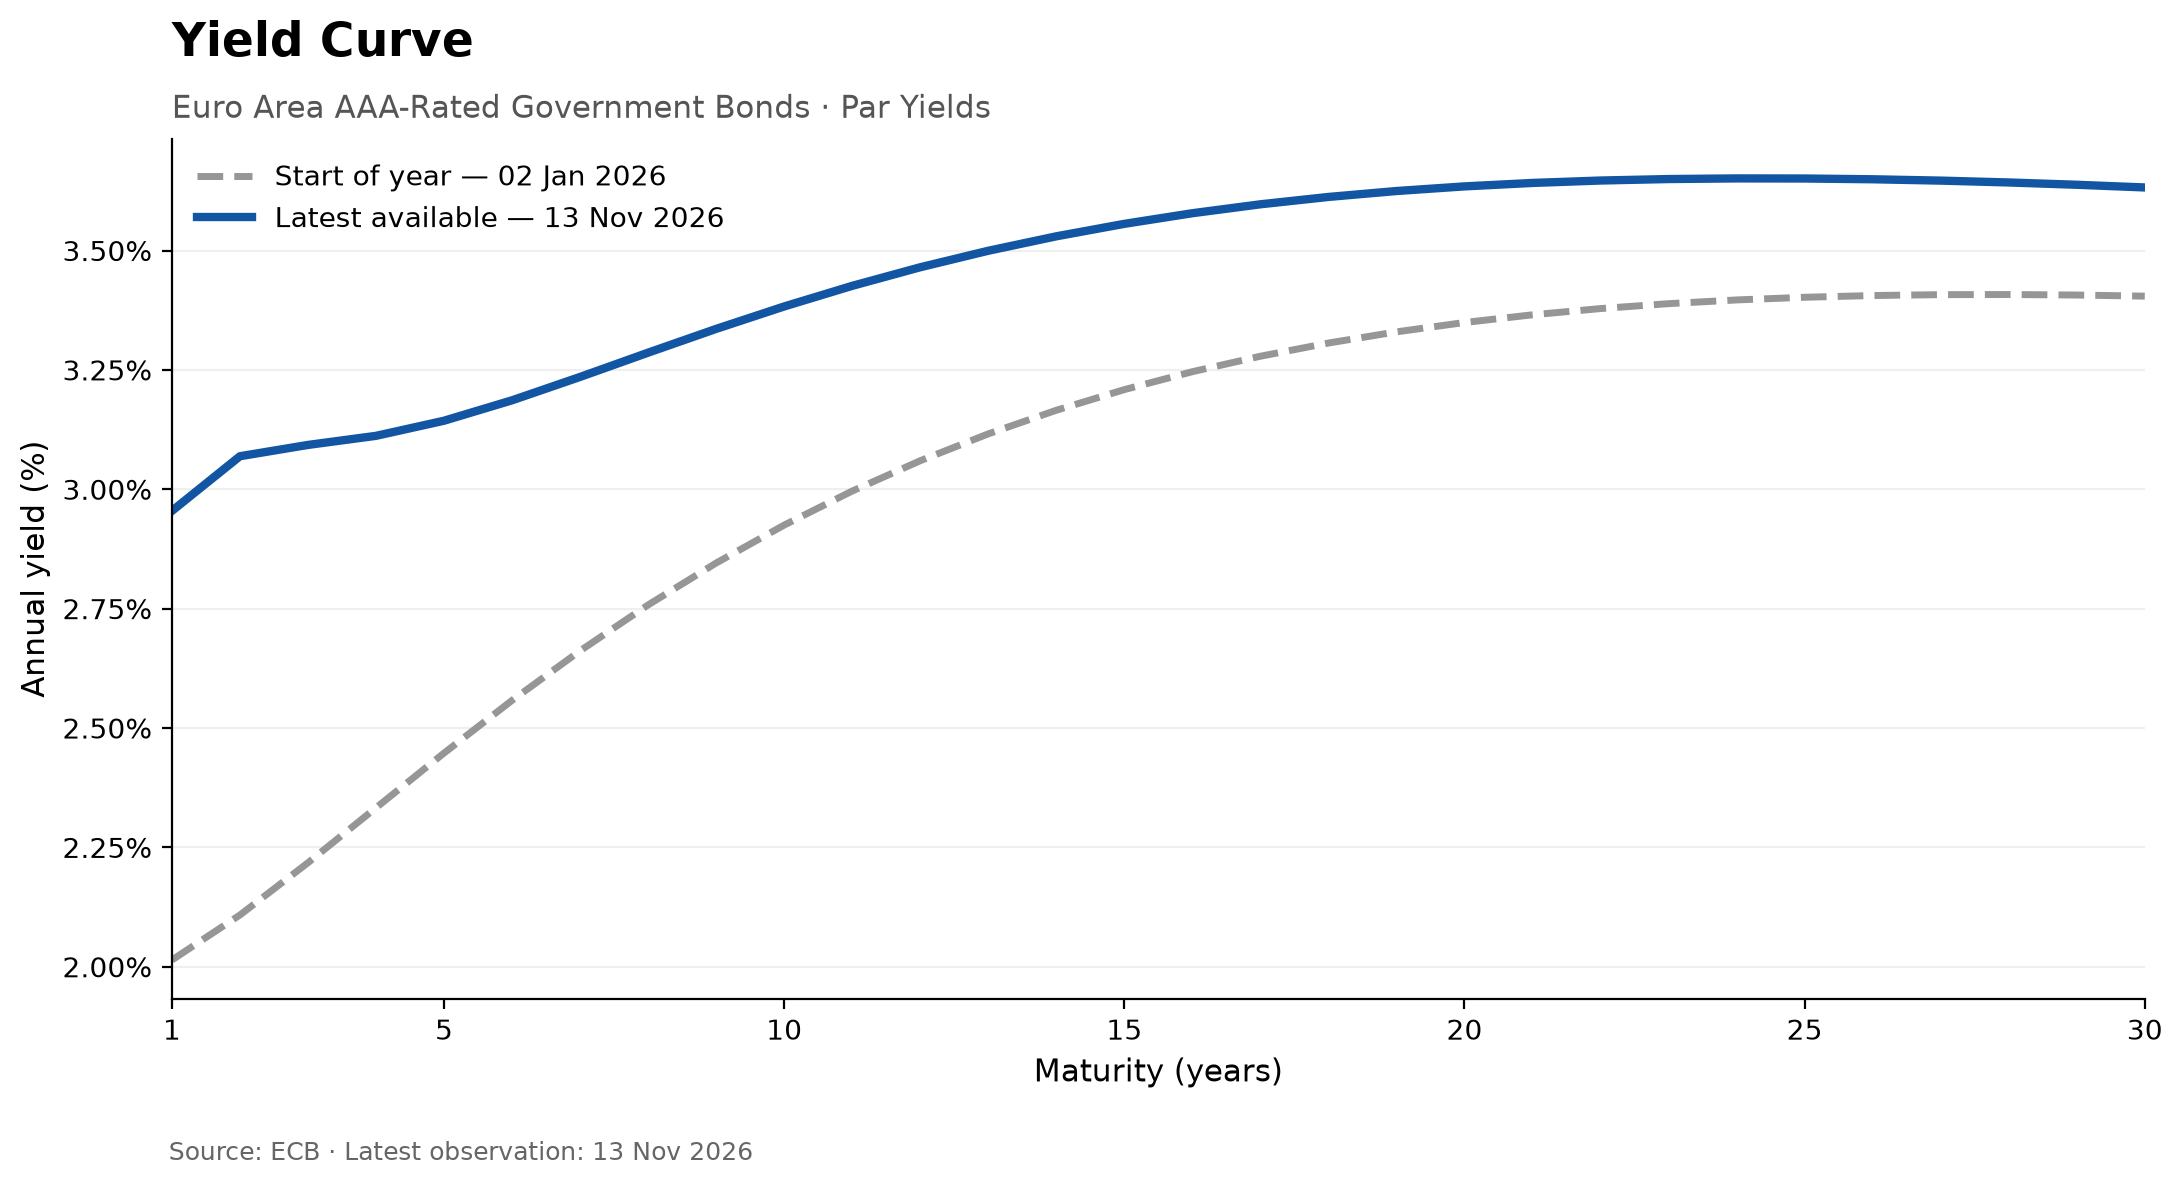 Yield Curve
Euro Area AAA-Rated Government Bonds · Par Yields
Start of year — 02 Jan 2026
Latest available — 13 Nov 2026
3.50%
3.25%
3.00%
2.75%
2.50%
2.25%
2.00%
Annual yield (%)
1 5 10 15 20 25 30
Maturity (years)
Source: ECB · Latest observation: 13 Nov 2026